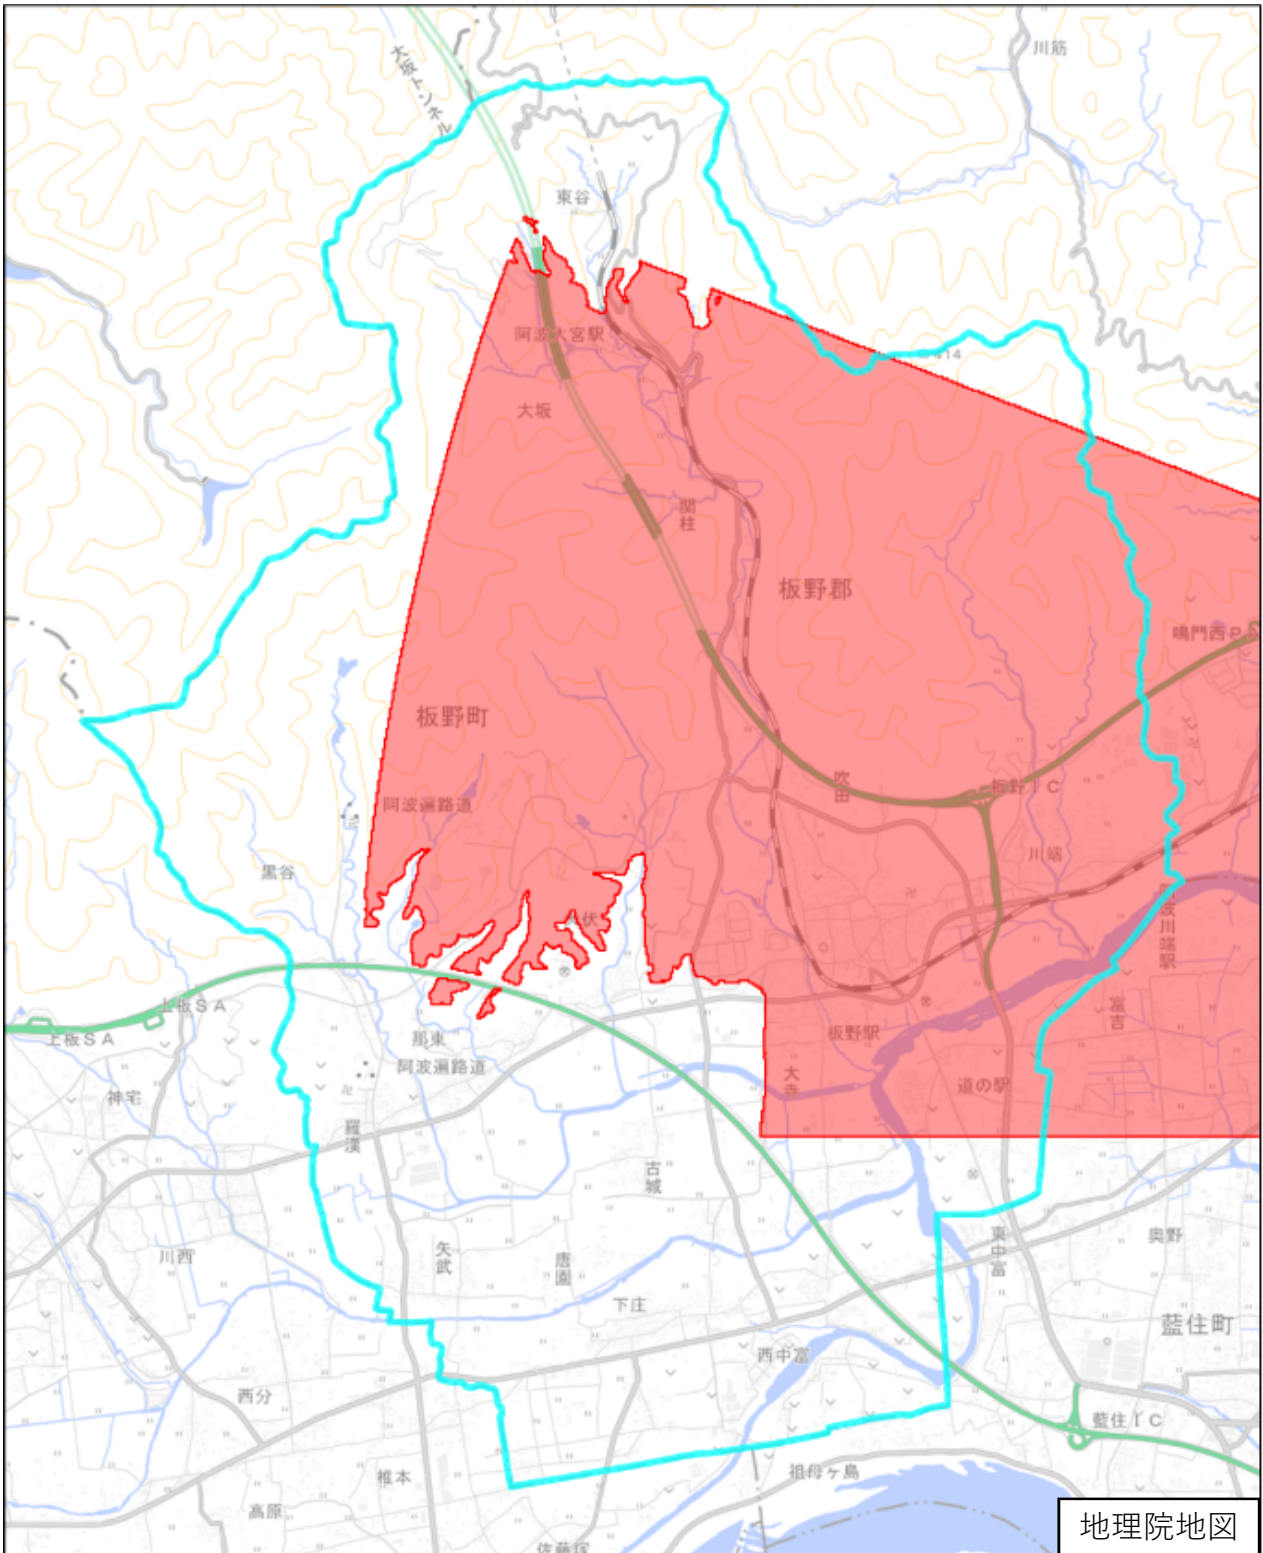 川筋
大坂トンネル
東谷
阿波大宮駅
414
大坂
関柱
板野郡
鳴門西P
板野町
吹田
板野IC
阿波遍路道
川端
黒谷
阿波川端駅
上板SA
上板SA
富吉
板野駅
那東
阿波遍路道
大寺
道の駅
神宅
羅漢
古城
川西
矢武
唐園
東中富
奥野
下庄
藍住町
西中富
西分
藍住IC
椎本
祖母ヶ島
高原
佐藤塚
地理院地図